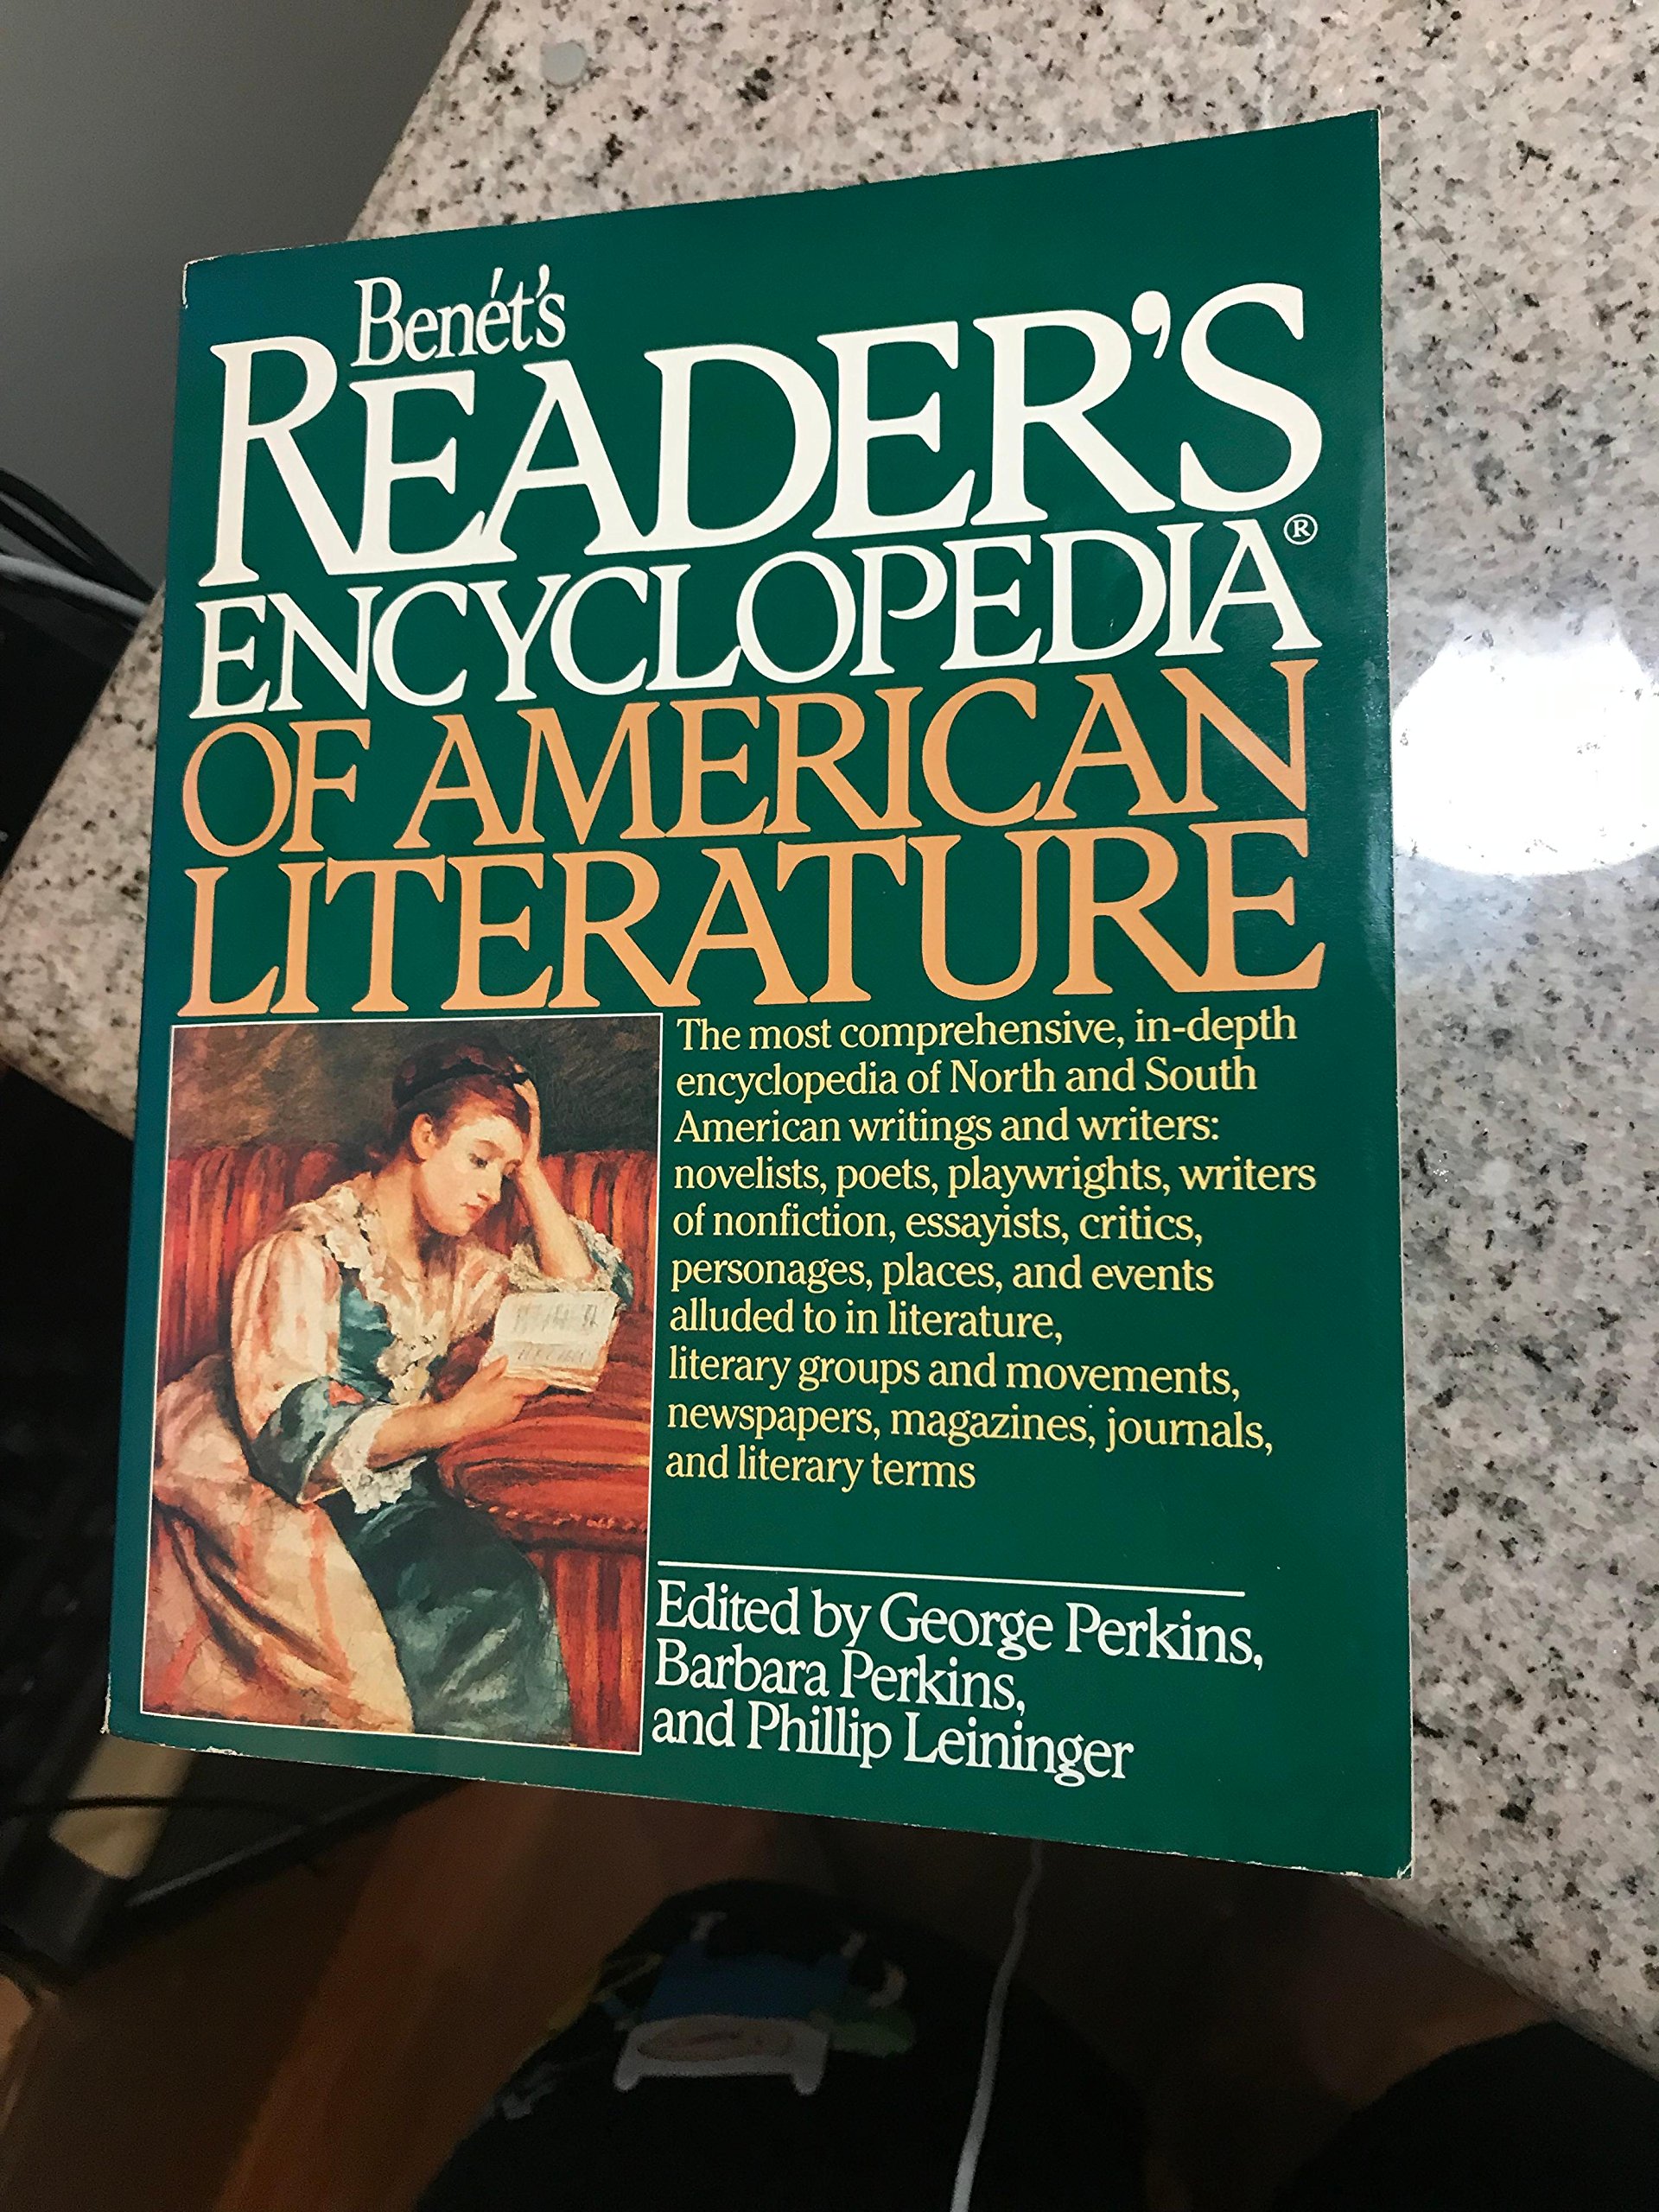 Benét's
READER'S
ENCYCLOPEDIA®
OF AMERICAN
LITERATURE
The most comprehensive, in-depth
encyclopedia of North and South
American writings and writers:
novelists, poets, playwrights, writers
of nonfiction, essayists, critics,
personages, places, and events
alluded to in literature,
literary groups and movements,
newspapers, magazines, journals,
and literary terms
Edited by George Perkins,
Barbara Perkins,
and Phillip Leininger